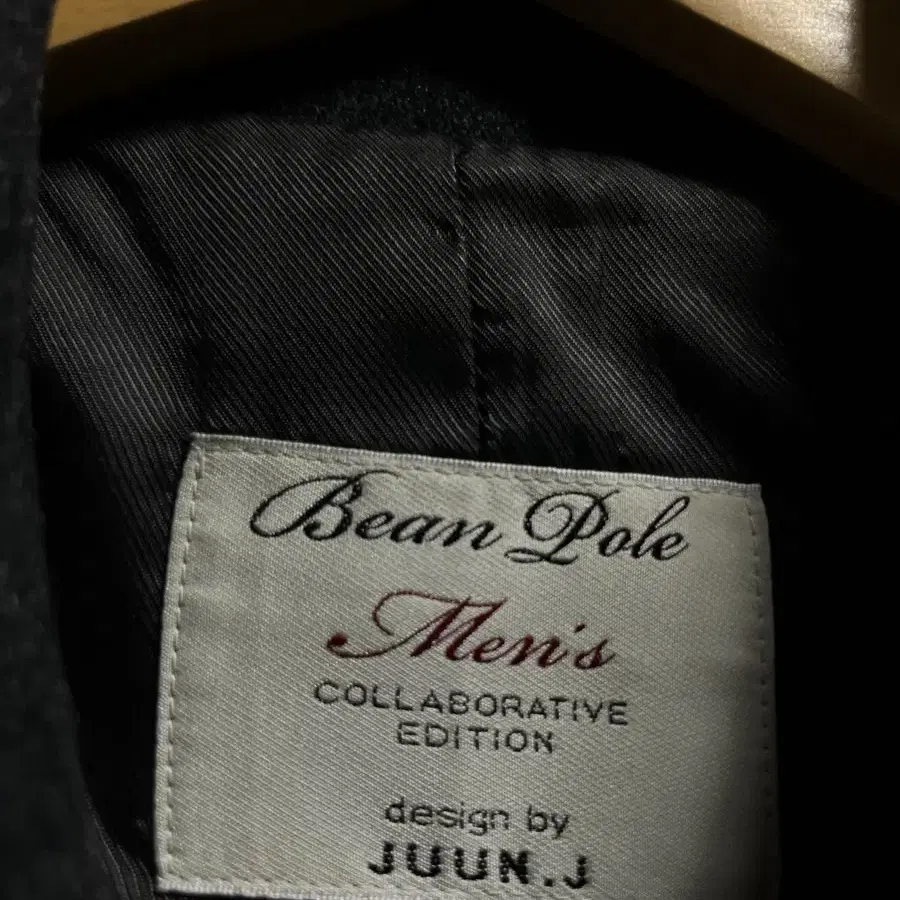 Bean Pole
Men's
COLLABORATIVE
EDITION
design by
JUUN.J